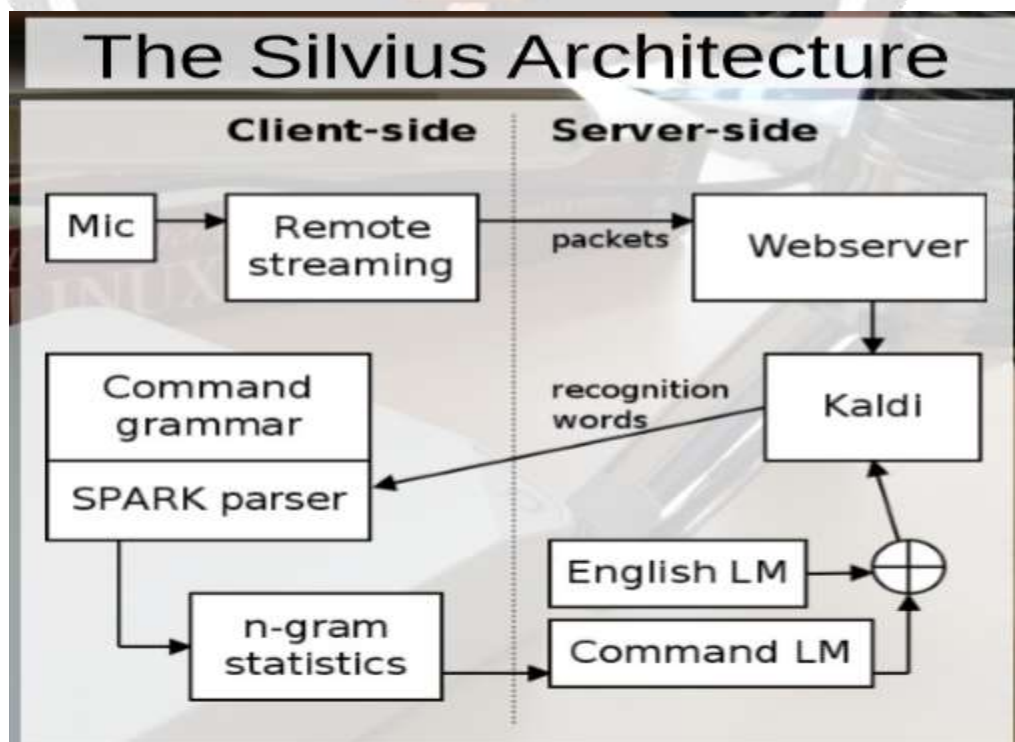 The Silvius Architecture
Client-side
Server-side
Mic
Remote
streaming
packets
Webserver
Command
grammar
SPARK parser
recognition
words
Kaldi
English LM
n-gram
statistics
Command LM
LINUX